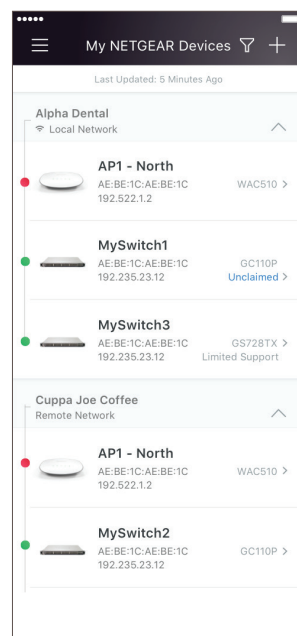 My NETGEAR Devices
Last Updated: 5 Minutes Ago
Alpha Dental
Local Network
AP1 - North
AE:BE:1C:AE:BE:1C WAC510 >
192.522.1.2
MySwitch1
AE:BE:1C:AE:BE:1C GC110P
192.235.23.12 Unclaimed >
MySwitch3
AE:BE:1C:AE:BE:1C GS728TX >
192.235.23.12 Limited Support
Cuppa Joe Coffee
Remote Network
AP1 - North
AE:BE:1C:AE:BE:1C WAC510 >
192.522.1.2
MySwitch2
AE:BE:1C:AE:BE:1C GC110P >
192.235.23.12